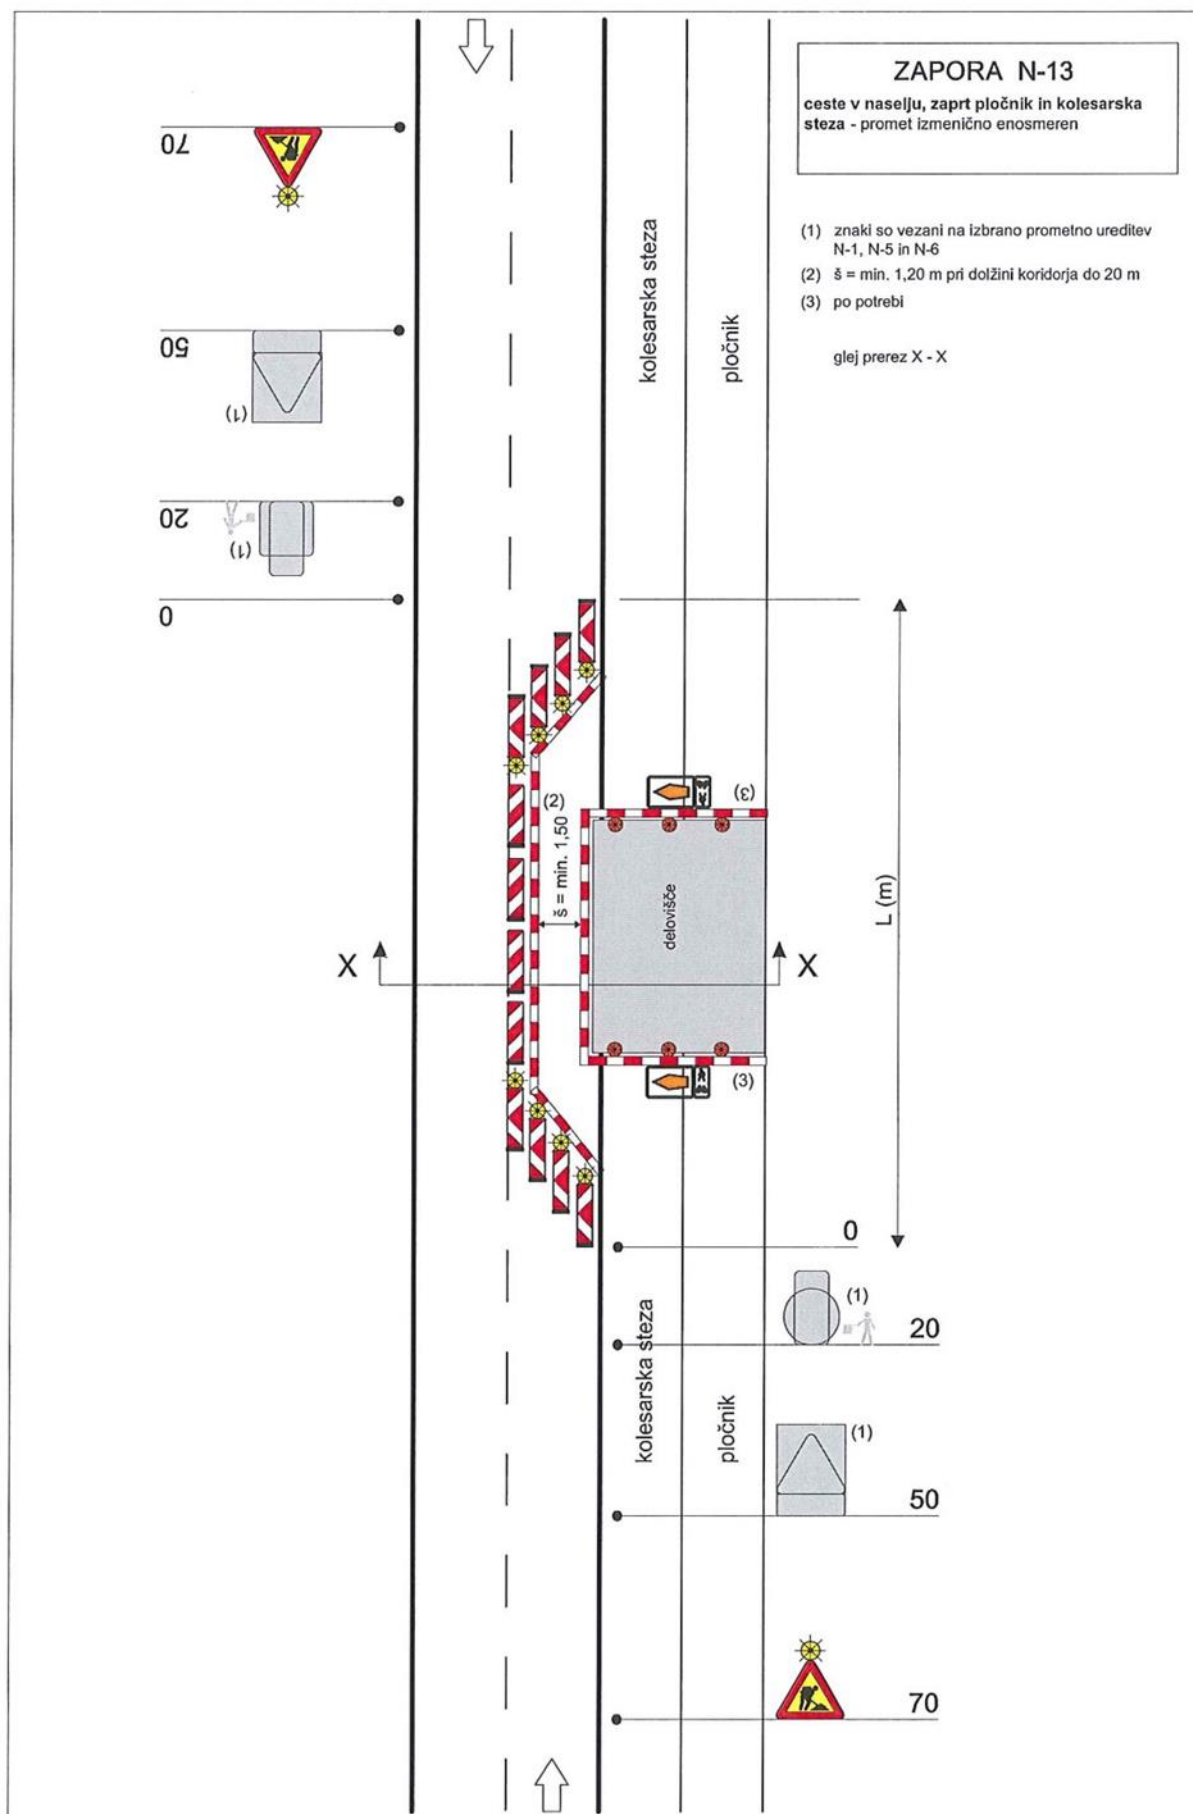 ZAPORA N-13
ceste v naselju, zaprt pločnik in kolesarska
steza - promet izmenično enosmeren
(1) znaki so vezani na izbrano prometno ureditev
N-1, N-5 in N-6
(2) š = min. 1,20 m pri dolžini koridorja do 20 m
(3) po potrebi
glej prerez X - X
70
50
(1)
20
(1)
0
kolesarska steza
pločnik
(2)
š = min. 1,50
(3)
delovišče
L (m)
X
X
(3)
0
(1)
20
kolesarska steza
pločnik
(1)
50
70